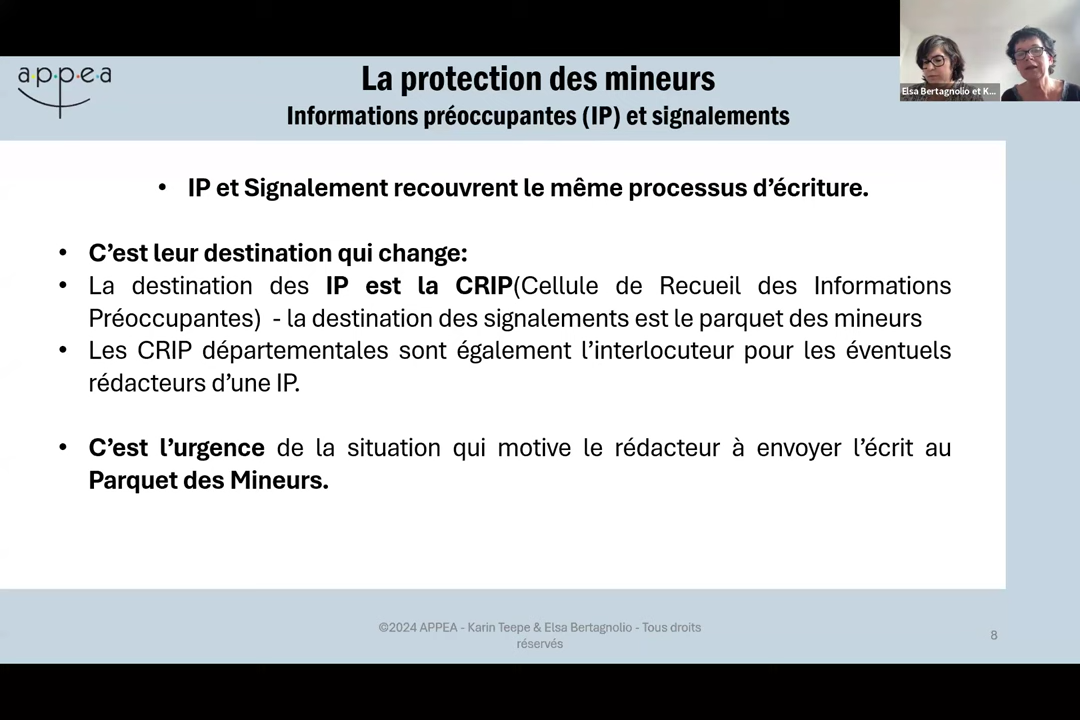 appea
La protection des mineurs
Informations préoccupantes (IP) et signalements
Elsa Bertagnolio et K...
• IP et Signalement recouvrent le même processus d’écriture.
• C’est leur destination qui change:
• La destination des IP est la CRIP(Cellule de Recueil des Informations
Préoccupantes) - la destination des signalements est le parquet des mineurs
• Les CRIP départementales sont également l’interlocuteur pour les éventuels
rédacteurs d’une IP.
• C’est l’urgence de la situation qui motive le rédacteur à envoyer l’écrit au
Parquet des Mineurs.
©2024 APPEA - Karin Teepe & Elsa Bertagnolio - Tous droits
réservés
8